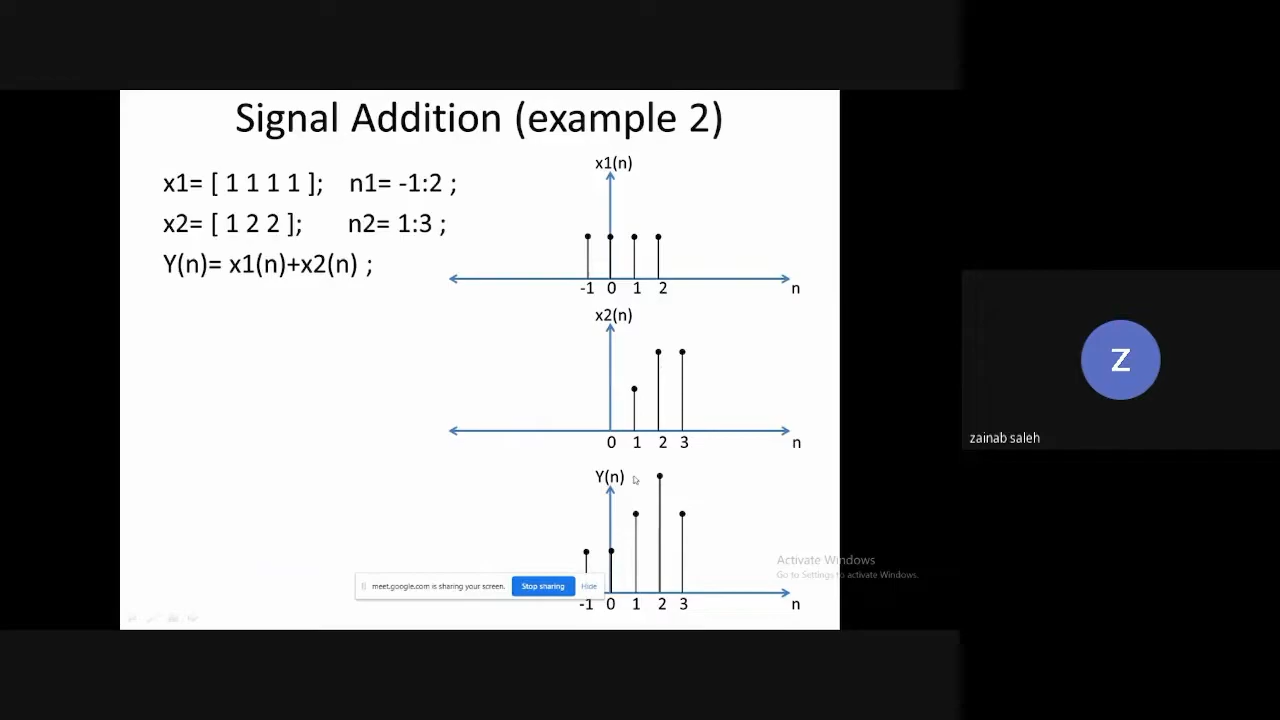 Signal Addition (example 2)
x1= [ 1 1 1 1 ]; n1= -1:2 ;
x2= [ 1 2 2 ]; n2= 1:3 ;
Y(n)= x1(n)+x2(n) ;
x1(n)
-1 0 1 2 n
x2(n)
0 1 2 3 n
Y(n)
-1 0 1 2 3 n
meet.google.com is sharing your screen. Stop sharing Hide
Activate Windows
Go to Settings to activate Windows.
Z
zainab saleh